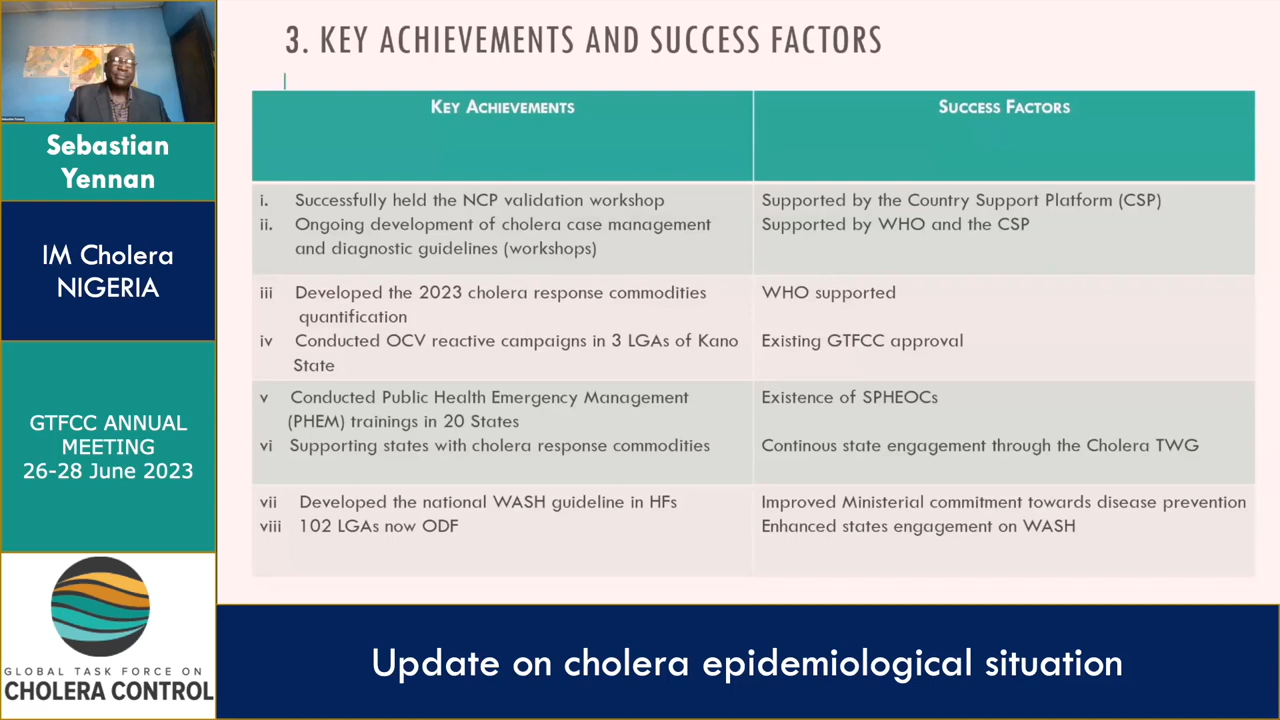 3. KEY ACHIEVEMENTS AND SUCCESS FACTORS
Sebastian
Yennan
IM Cholera
NIGERIA
GTFCC ANNUAL
MEETING
26-28 June 2023
GLOBAL TASK FORCE ON
CHOLERA CONTROL
KEY ACHIEVEMENTS
SUCCESS FACTORS
i. Successfully held the NCP validation workshop
Supported by the Country Support Platform (CSP)
ii. Ongoing development of cholera case management
and diagnostic guidelines (workshops)
Supported by WHO and the CSP
iii Developed the 2023 cholera response commodities
quantification
WHO supported
iv Conducted OCV reactive campaigns in 3 LGAs of Kano
State
Existing GTFCC approval
v Conducted Public Health Emergency Management
(PHEM) trainings in 20 States
Existence of SPHEOCs
vi Supporting states with cholera response commodities
Continous state engagement through the Cholera TWG
vii Developed the national WASH guideline in HFs
Improved Ministerial commitment towards disease prevention
viii 102 LGAs now ODF
Enhanced states engagement on WASH
Update on cholera epidemiological situation